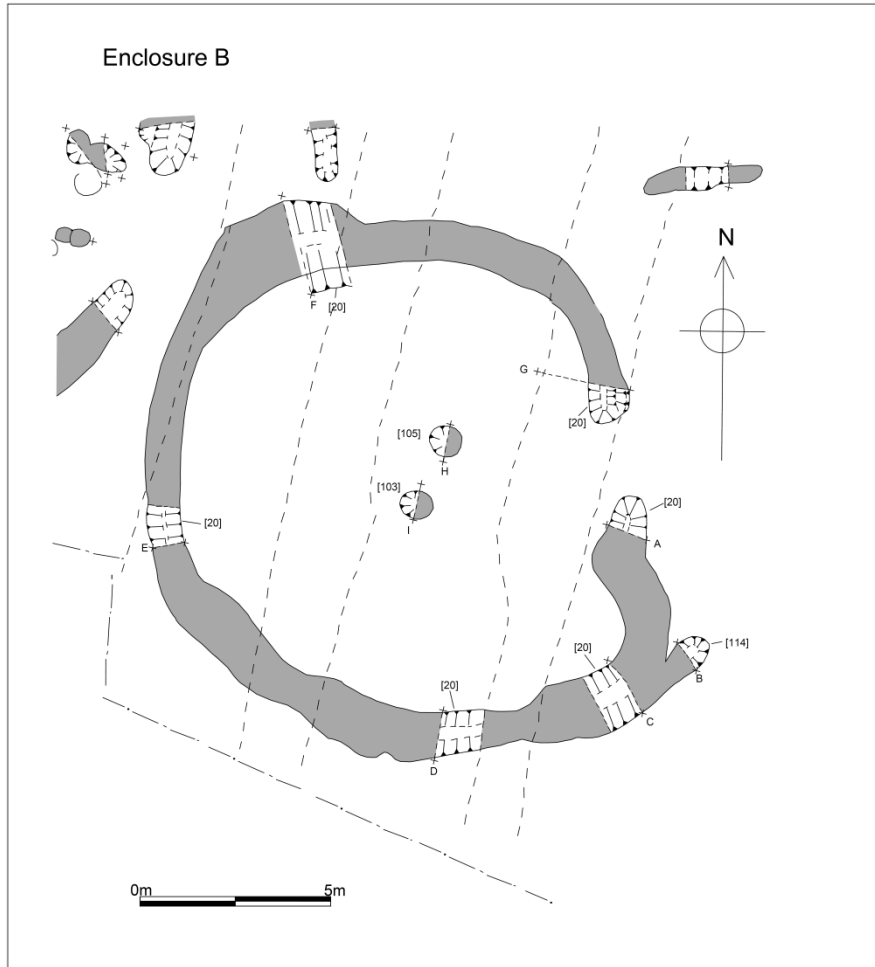 Enclosure B
N
F
[20]
G
[20]
[105]
H
[103]
I
[20]
A
[20]
E
[114]
B
[20]
C
[20]
D
0m 5m